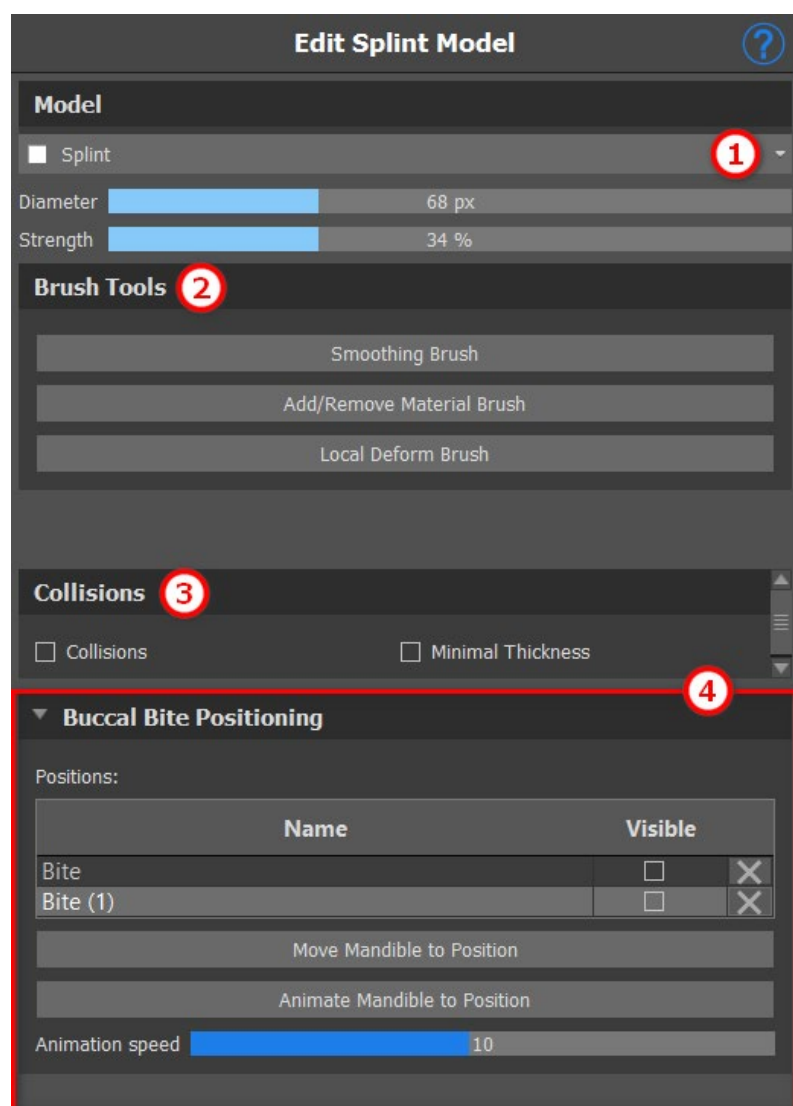 Edit Splint Model ?
Model
Splint 1
Diameter 68 px
Strength 34 %
Brush Tools 2
Smoothing Brush
Add/Remove Material Brush
Local Deform Brush
Collisions 3
Collisions Minimal Thickness
4
Buccal Bite Positioning
Positions:
Name Visible
Bite
Bite (1)
Move Mandible to Position
Animate Mandible to Position
Animation speed 10